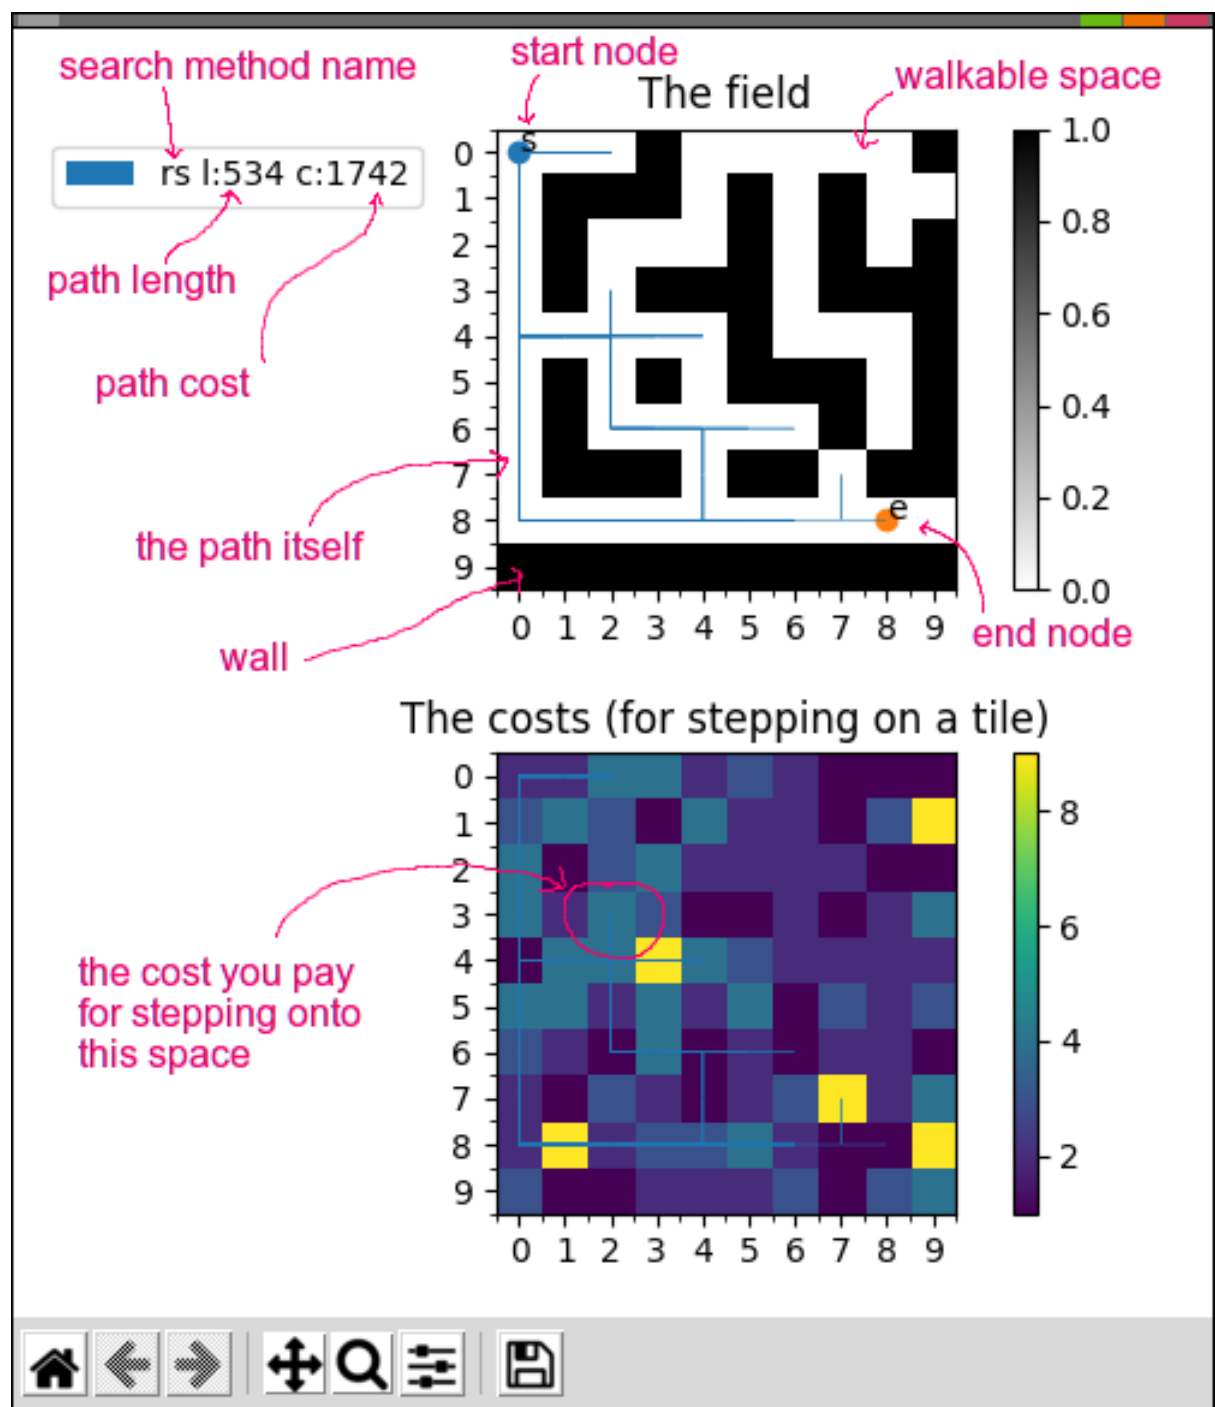 search method name
start node
The field
walkable space
s
rs l:534 c:1742
path length
path cost
the path itself
wall
0
1
2
3
4
5
6
7
8
9
0 1 2 3 4 5 6 7 8 9
e
end node
1.0
0.8
0.6
0.4
0.2
0.0
The costs (for stepping on a tile)
0
1
2
3
4
5
6
7
8
9
0 1 2 3 4 5 6 7 8 9
8
6
4
2
the cost you pay
for stepping onto
this space